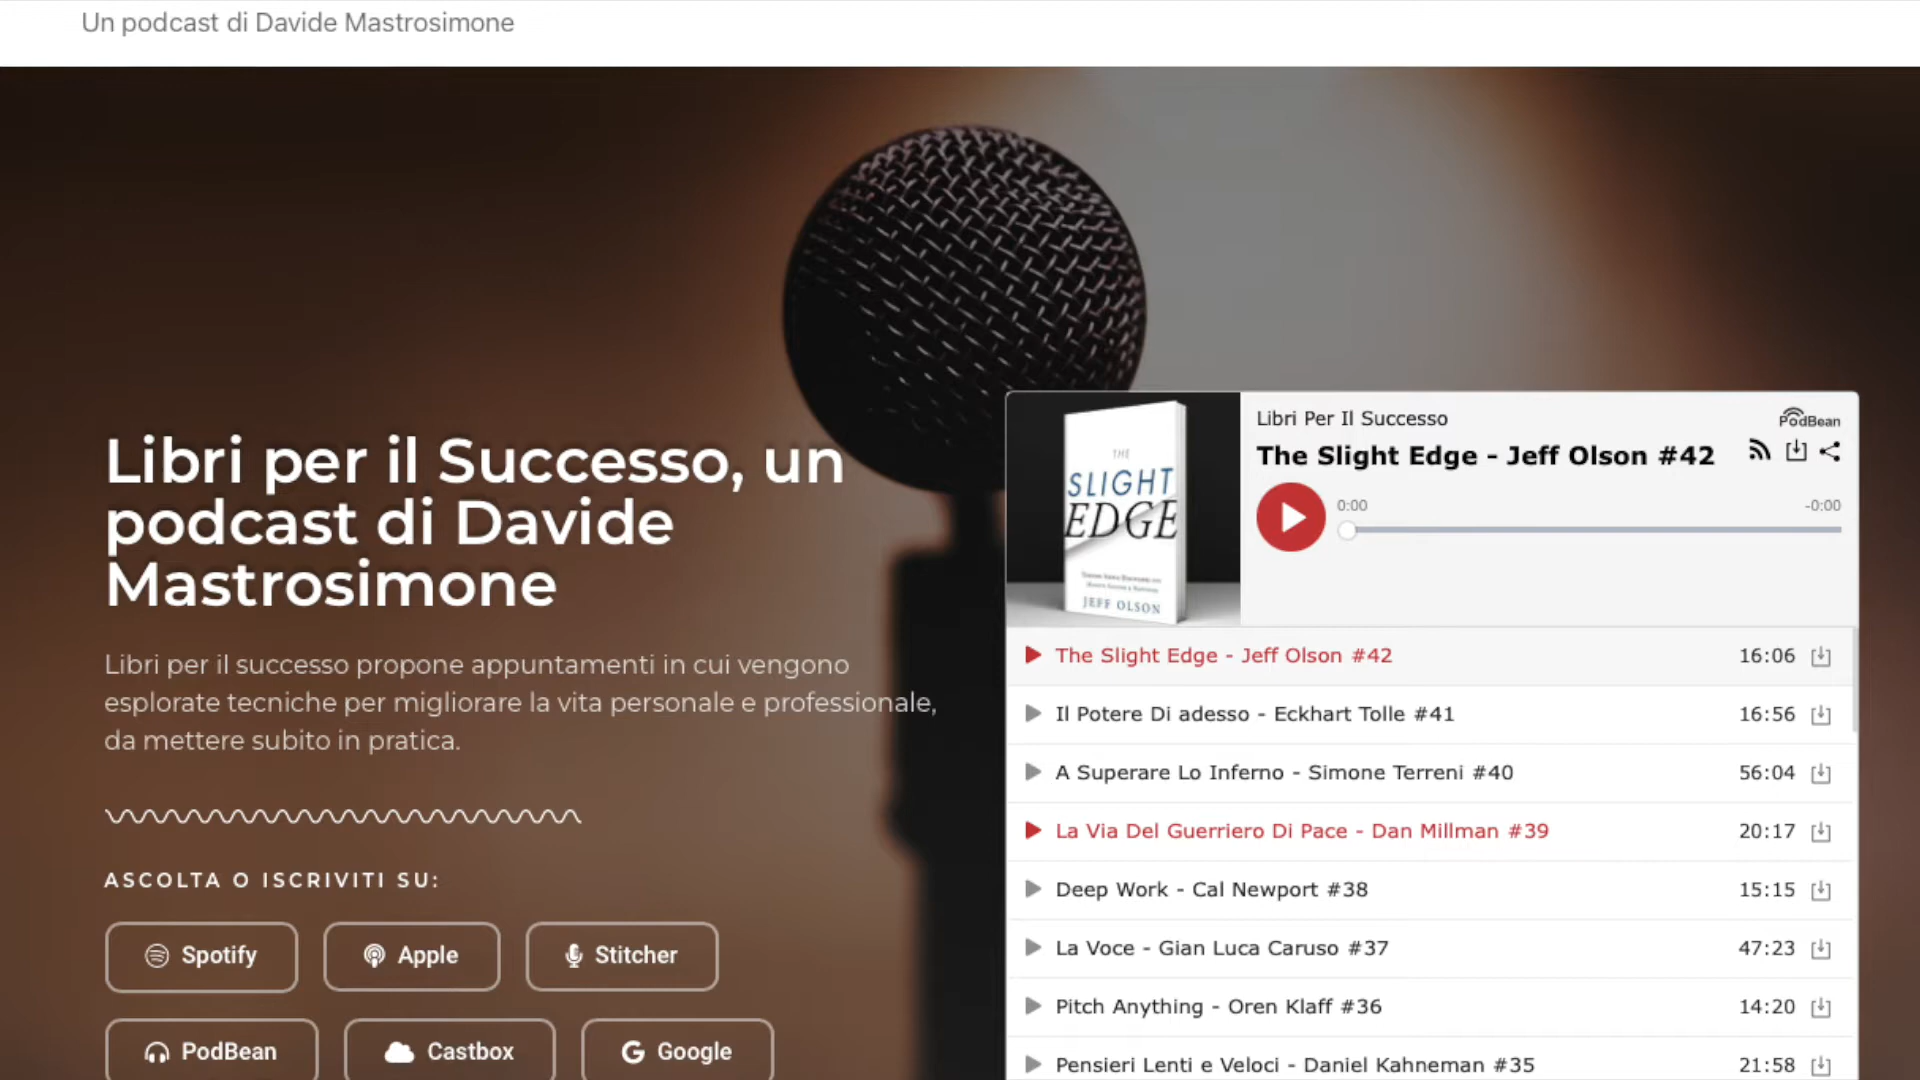 Un podcast di Davide Mastrosimone
Libri per il Successo, un
podcast di Davide
Mastrosimone
Libri per il successo propone appuntamenti in cui vengono
esplorate tecniche per migliorare la vita personale e professionale,
da mettere subito in pratica.
ASCOLTA O ISCRIVITI SU:
Spotify
Apple
Stitcher
PodBean
Castbox
Google
THE
SLIGHT
EDGE
JEFF OLSON
Libri Per Il Successo
PodBean
The Slight Edge - Jeff Olson #42
0:00
-0:00
The Slight Edge - Jeff Olson #42 16:06
Il Potere Di adesso - Eckhart Tolle #41 16:56
A Superare Lo Inferno - Simone Terreni #40 56:04
La Via Del Guerriero Di Pace - Dan Millman #39 20:17
Deep Work - Cal Newport #38 15:15
La Voce - Gian Luca Caruso #37 47:23
Pitch Anything - Oren Klaff #36 14:20
Pensieri Lenti e Veloci - Daniel Kahneman #35 21:58